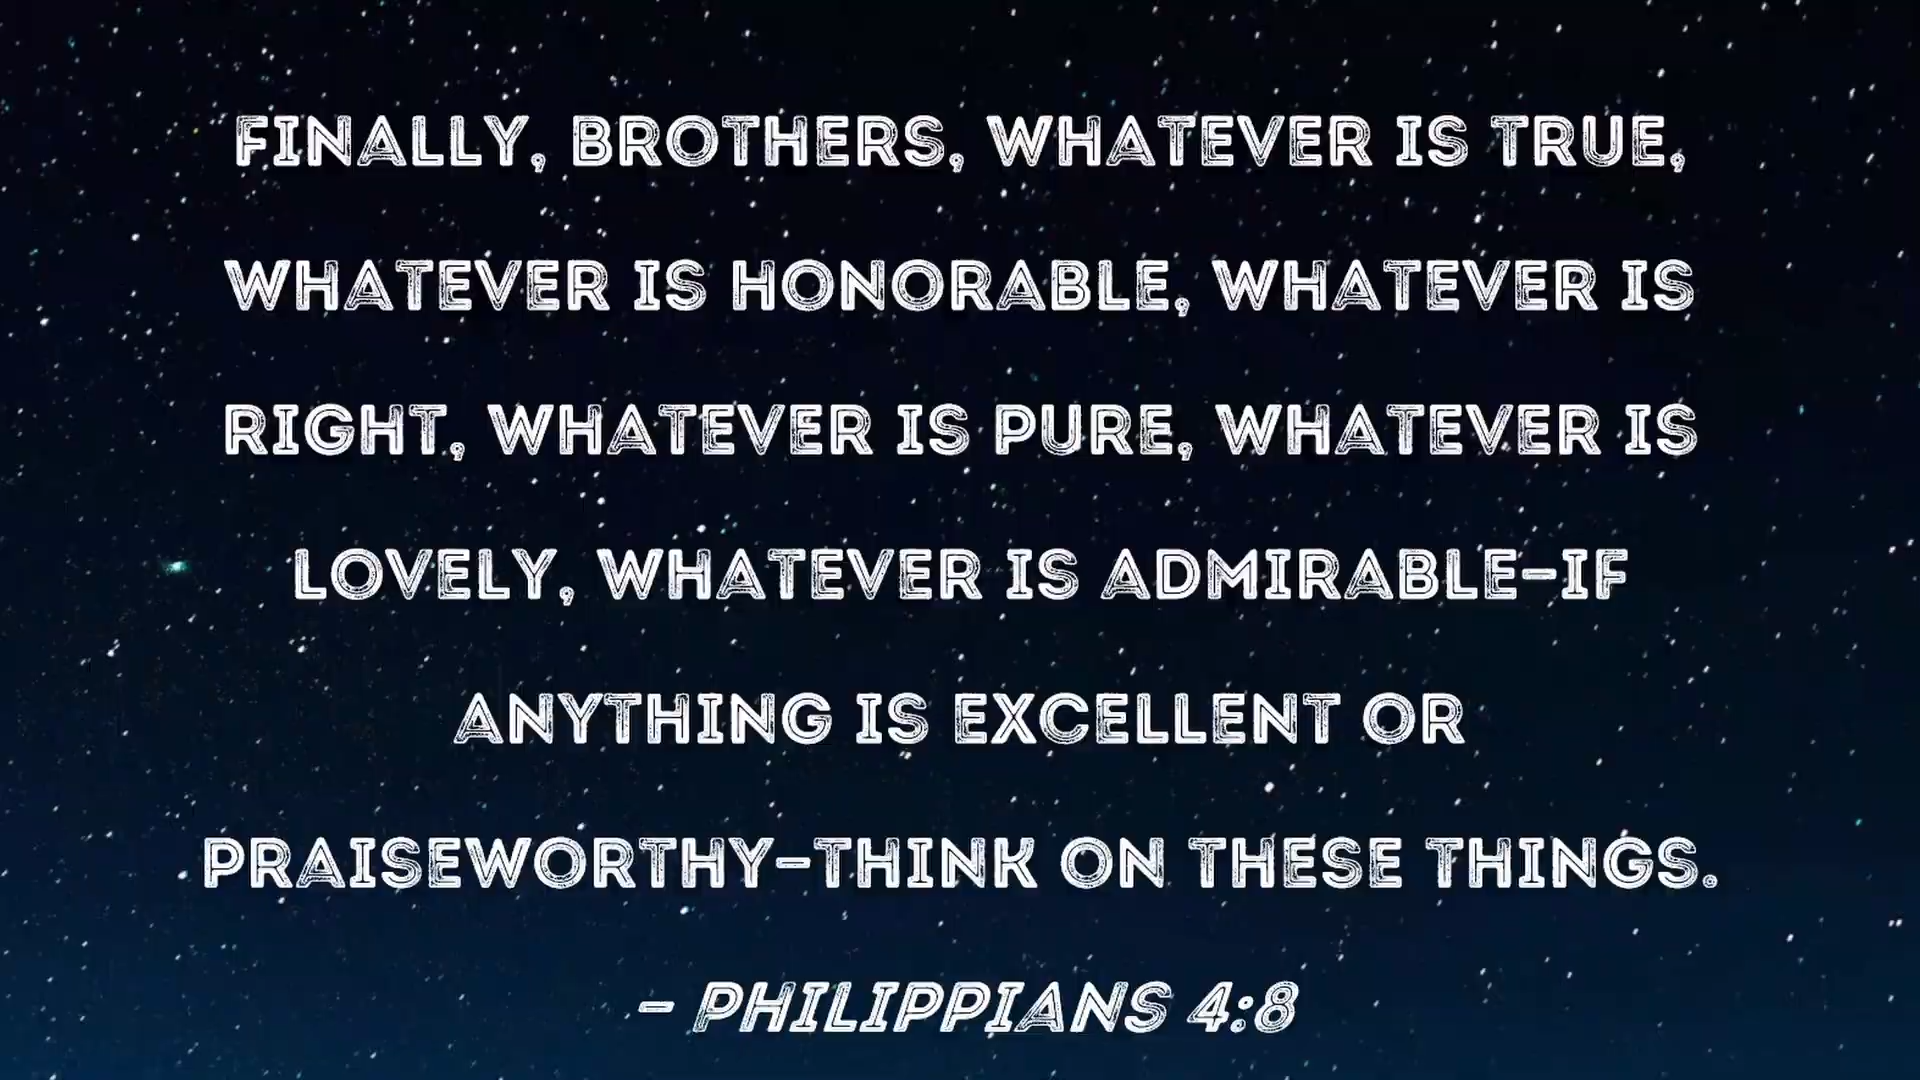 FINALLY, BROTHERS, WHATEVER IS TRUE,
WHATEVER IS HONORABLE, WHATEVER IS
RIGHT, WHATEVER IS PURE, WHATEVER IS
LOVELY, WHATEVER IS ADMIRABLE–IF
ANYTHING IS EXCELLENT OR
PRAISEWORTHY–THINK ON THESE THINGS.
– PHILIPPIANS 4:8